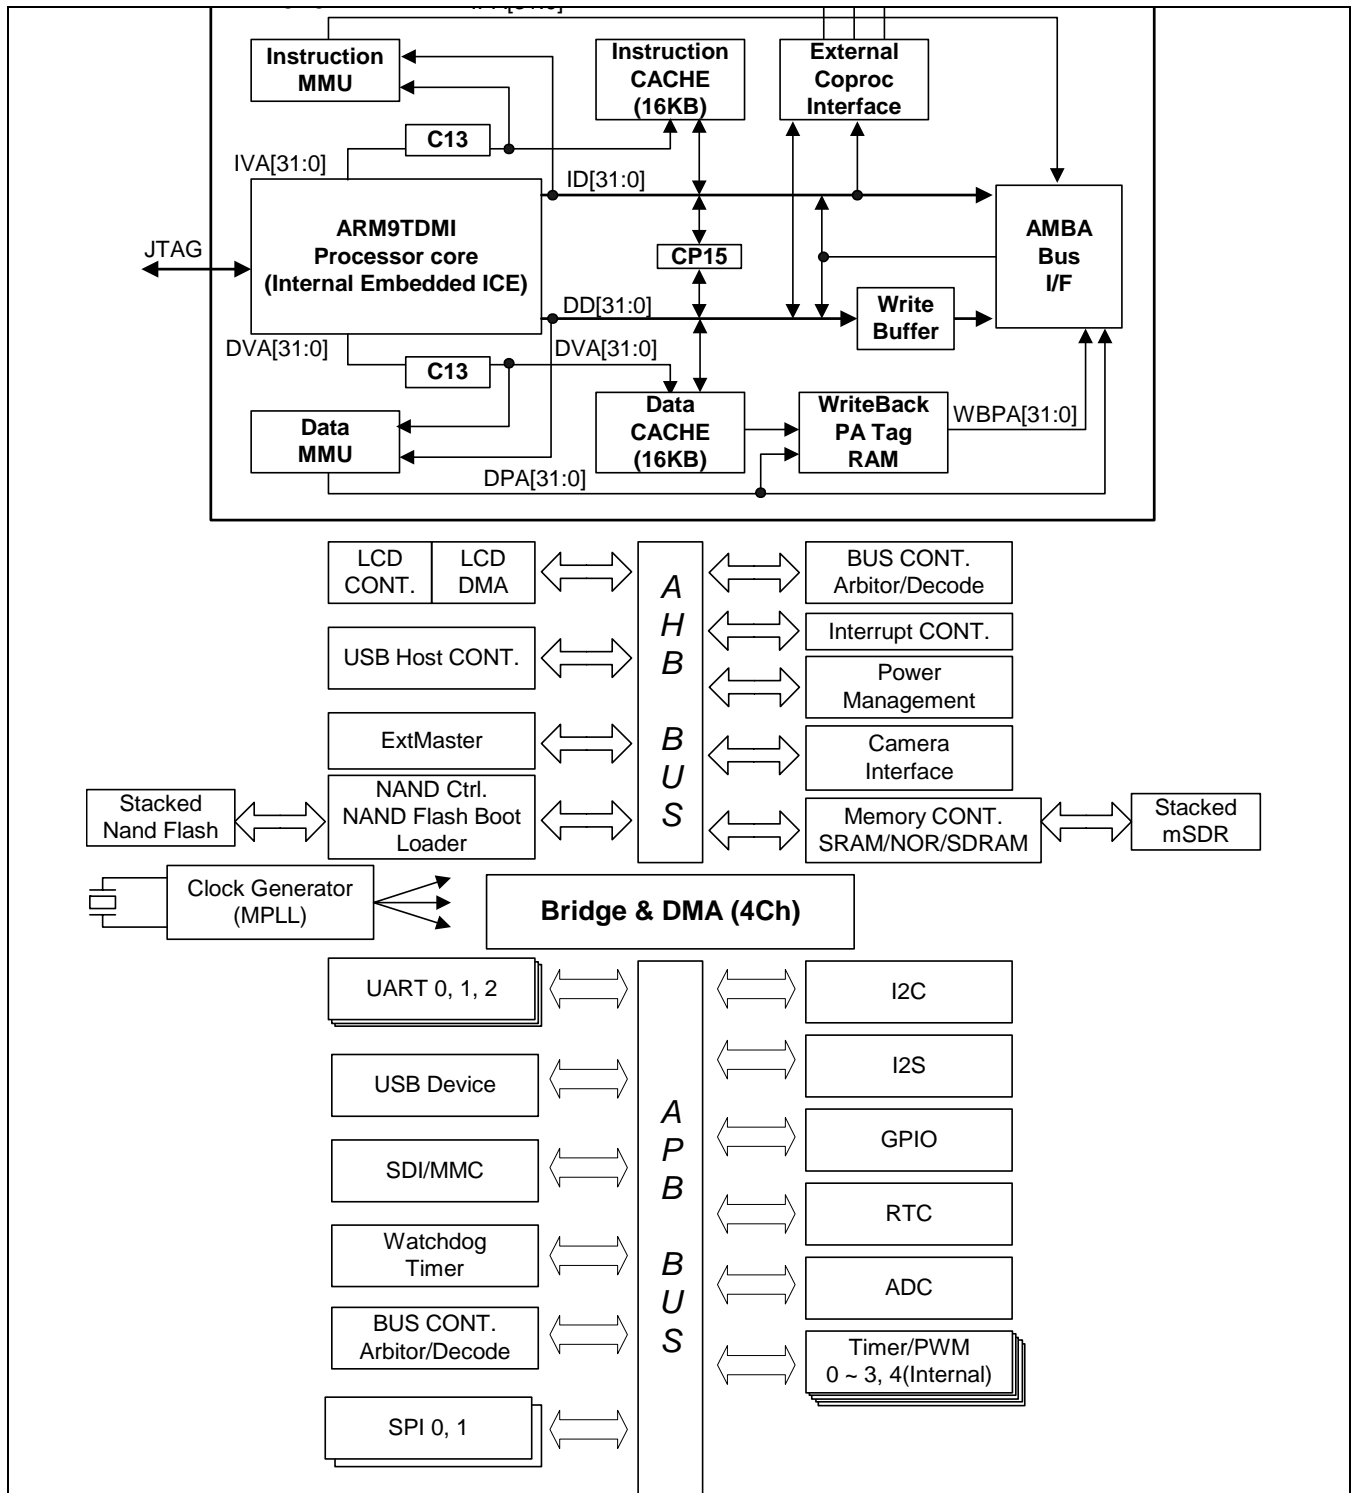 Instruction
MMU
Instruction
CACHE
(16KB)
External
Coproc
Interface
C13
IVA[31:0]
ID[31:0]
ARM9TDMI
Processor core
(Internal Embedded ICE)
JTAG
CP15
AMBA
Bus
I/F
DD[31:0]
Write
Buffer
DVA[31:0]
DVA[31:0]
C13
Data
MMU
Data
CACHE
(16KB)
WriteBack
PA Tag
RAM
WBPA[31:0]
DPA[31:0]
LCD
CONT.
LCD
DMA
AHB BUS
BUS CONT.
Arbitor/Decode
USB Host CONT.
Interrupt CONT.
Power
Management
ExtMaster
Camera
Interface
Stacked
Nand Flash
NAND Ctrl.
NAND Flash Boot
Loader
Memory CONT.
SRAM/NOR/SDRAM
Stacked
mSDR
Clock Generator
(MPLL)
Bridge & DMA (4Ch)
UART 0, 1, 2
APB BUS
I2C
USB Device
I2S
SDI/MMC
GPIO
Watchdog
Timer
RTC
BUS CONT.
Arbitor/Decode
ADC
SPI 0, 1
Timer/PWM
0 ~ 3, 4(Internal)